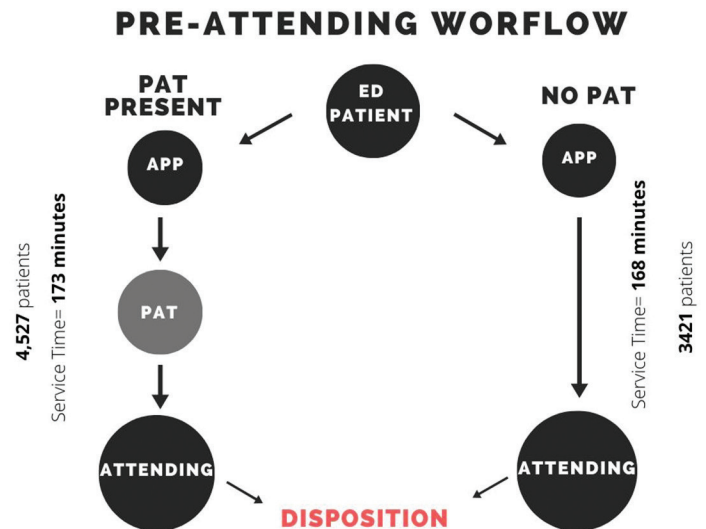 PRE-ATTENDING WORFLOW
PAT
PRESENT
ED
PATIENT
NO PAT
APP
APP
4,527 patients
Service Time= 173 minutes
PAT
Service Time= 168 minutes
3421 patients
ATTENDING
ATTENDING
DISPOSITION